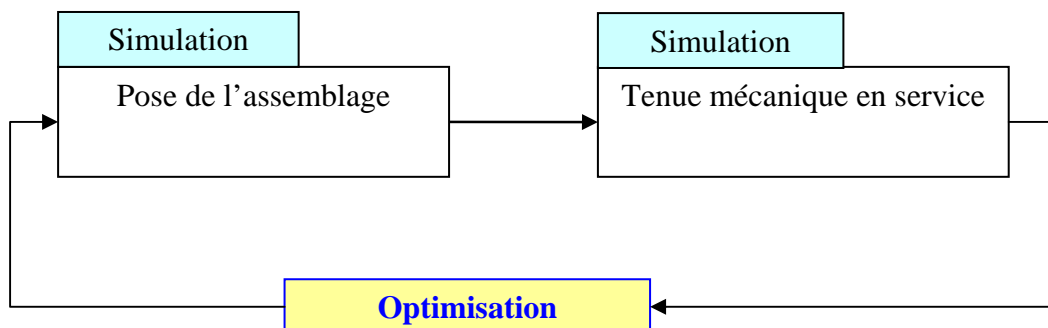 Simulation
Pose de l’assemblage
Simulation
Tenue mécanique en service
Optimisation